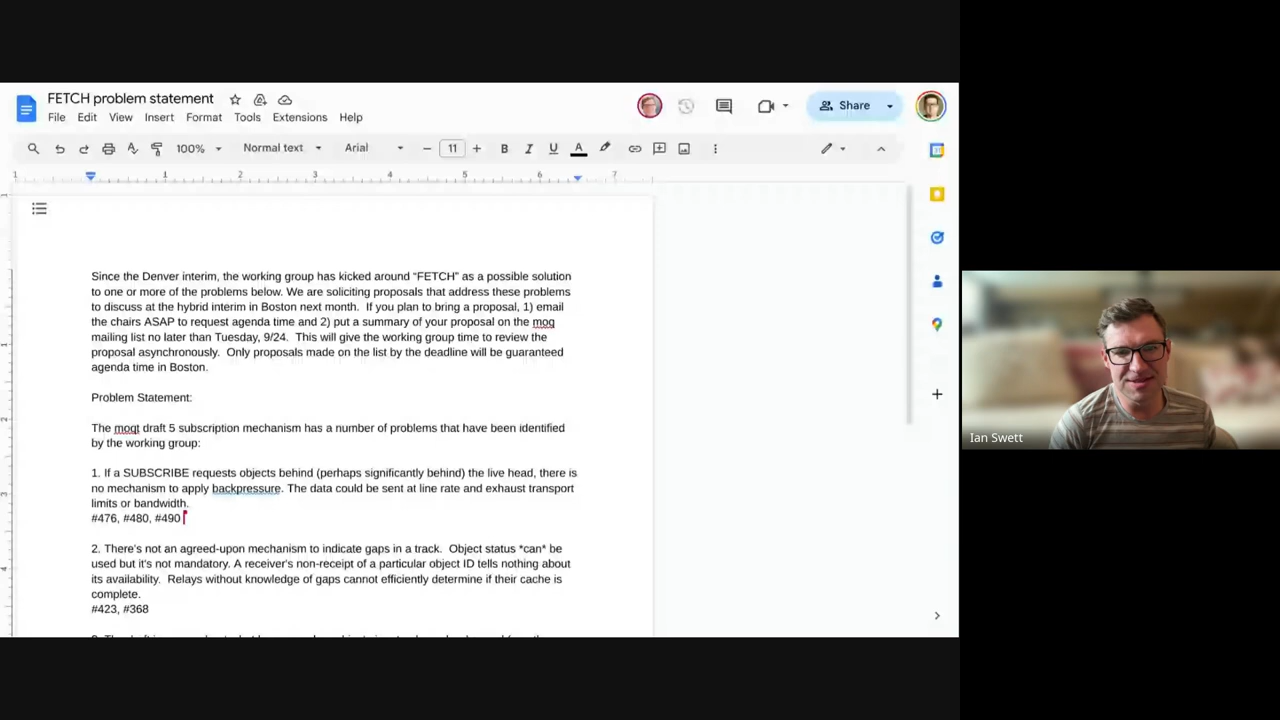 FETCH problem statement
File Edit View Insert Format Tools Extensions Help
Share
100% Normal text Arial 11
1 1 2 3 4 5 6 7
Since the Denver interim, the working group has kicked around “FETCH” as a possible solution
to one or more of the problems below. We are soliciting proposals that address these problems
to discuss at the hybrid interim in Boston next month. If you plan to bring a proposal, 1) email
the chairs ASAP to request agenda time and 2) put a summary of your proposal on the moq
mailing list no later than Tuesday, 9/24. This will give the working group time to review the
proposal asynchronously. Only proposals made on the list by the deadline will be guaranteed
agenda time in Boston.
Problem Statement:
The moqt draft 5 subscription mechanism has a number of problems that have been identified
by the working group:
1. If a SUBSCRIBE requests objects behind (perhaps significantly behind) the live head, there is
no mechanism to apply backpressure. The data could be sent at line rate and exhaust transport
limits or bandwidth.
#476, #480, #490
2. There's not an agreed-upon mechanism to indicate gaps in a track. Object status *can* be
used but it's not mandatory. A receiver's non-receipt of a particular object ID tells nothing about
its availability. Relays without knowledge of gaps cannot efficiently determine if their cache is
complete.
#423, #368
Ian Swett